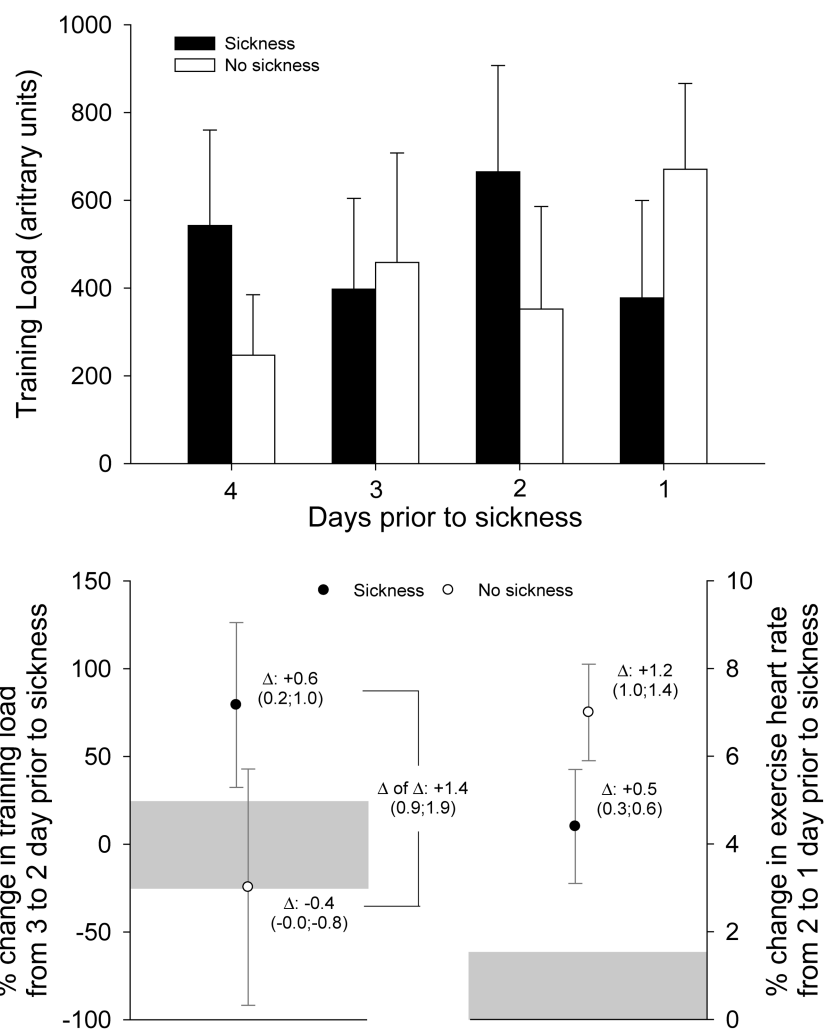 1000
800
600
400
200
0
Training Load (aritrary units)
Sickness
No sickness
4 3 2 1
Days prior to sickness
150
100
50
0
-50
-100
% change in training load
from 3 to 2 day prior to sickness
Sickness No sickness
Δ: +0.6
(0.2;1.0)
Δ of Δ: +1.4
(0.9;1.9)
Δ: -0.4
(-0.0;-0.8)
Δ: +1.2
(1.0;1.4)
Δ: +0.5
(0.3;0.6)
10
8
6
4
2
0
% change in exercise heart rate
from 2 to 1 day prior to sickness